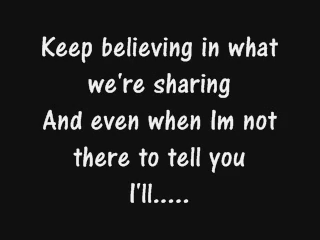 Keep believing in what
we're sharing
And even when Im not
there to tell you
I'll.....